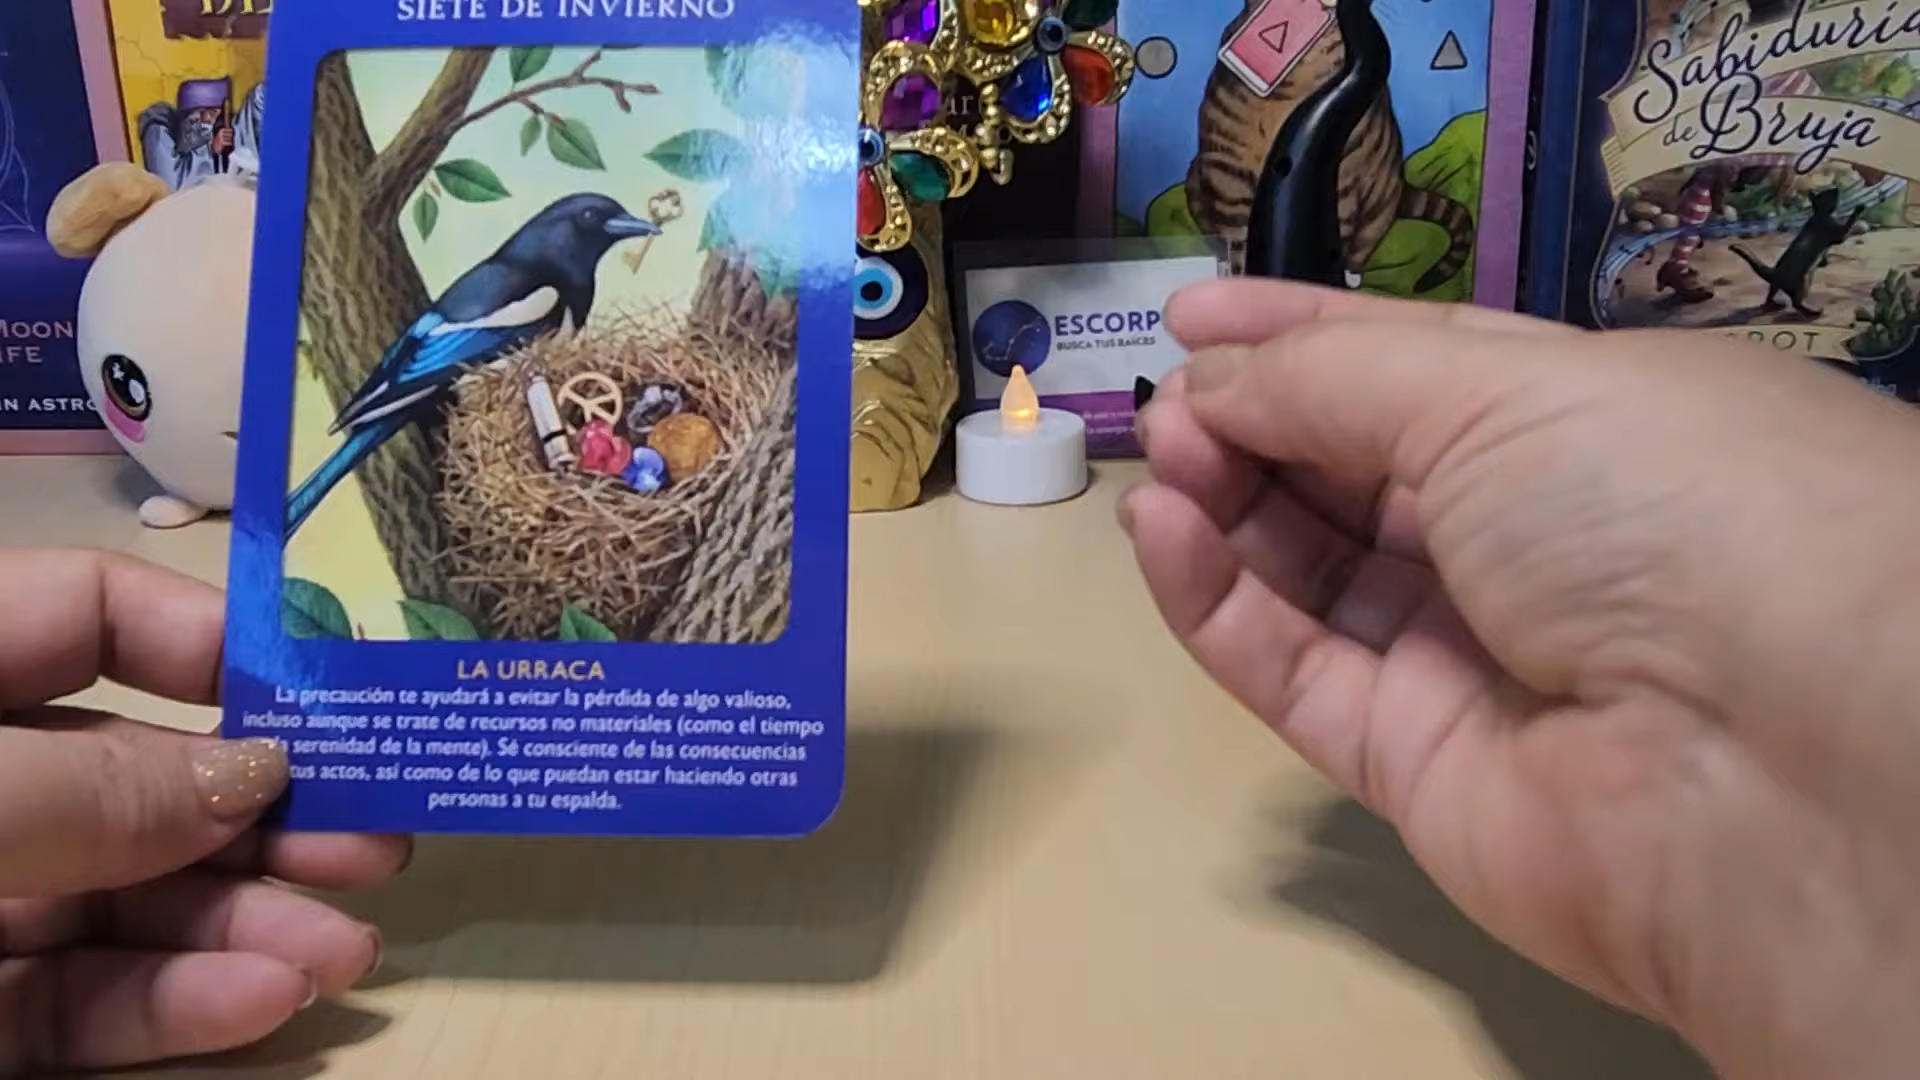 SIETE DE INVIERNO
LA URRACA
La precaución te ayudará a evitar la pérdida de algo valioso,
incluso aunque se trate de recursos no materiales (como el tiempo
serenidad de la mente). Sé consciente de las consecuencias
tus actos, así como de lo que puedan estar haciendo otras
personas a tu espalda.
ESCORP
BUSCA TUS RAÍCES
Sabiduría
de Bruja
MOON
IFE
IN ASTRO